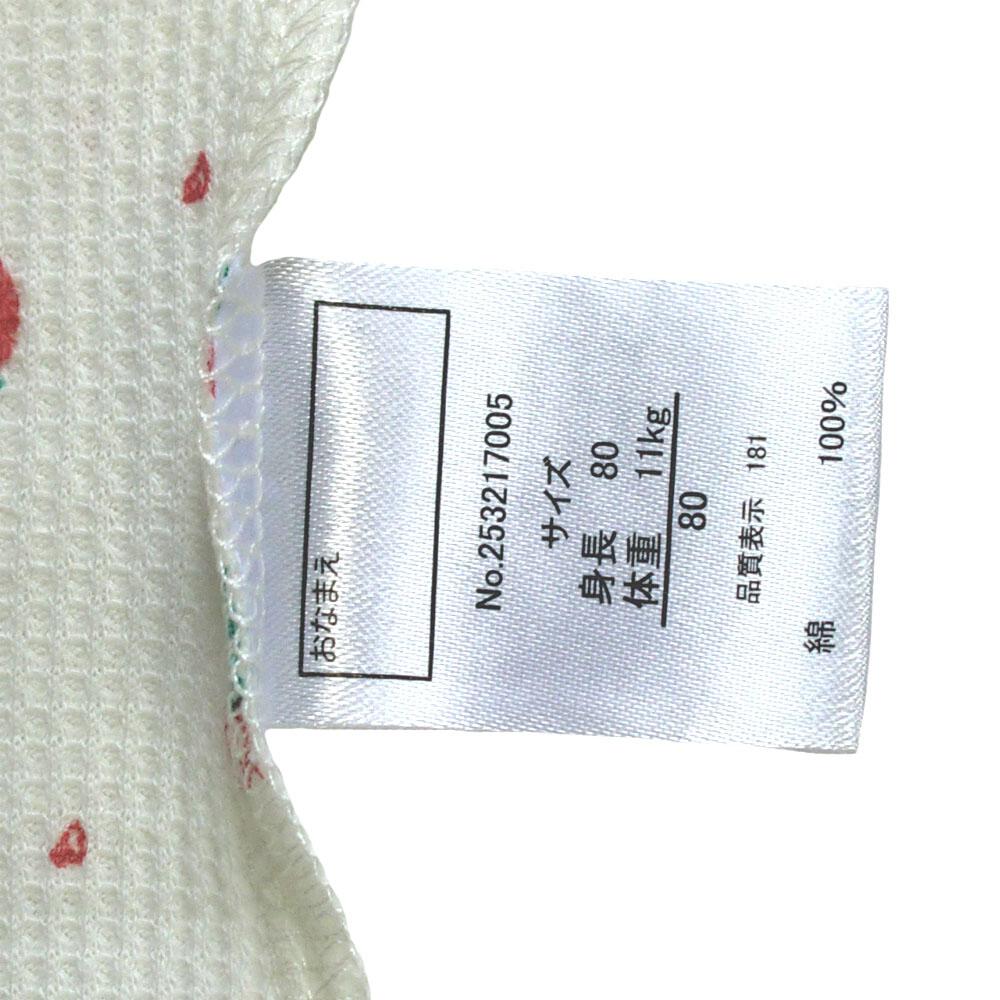 おなまえ
No.253217005
サイズ
身長 80
体重 11kg
80
品質表示 181
綿 100%